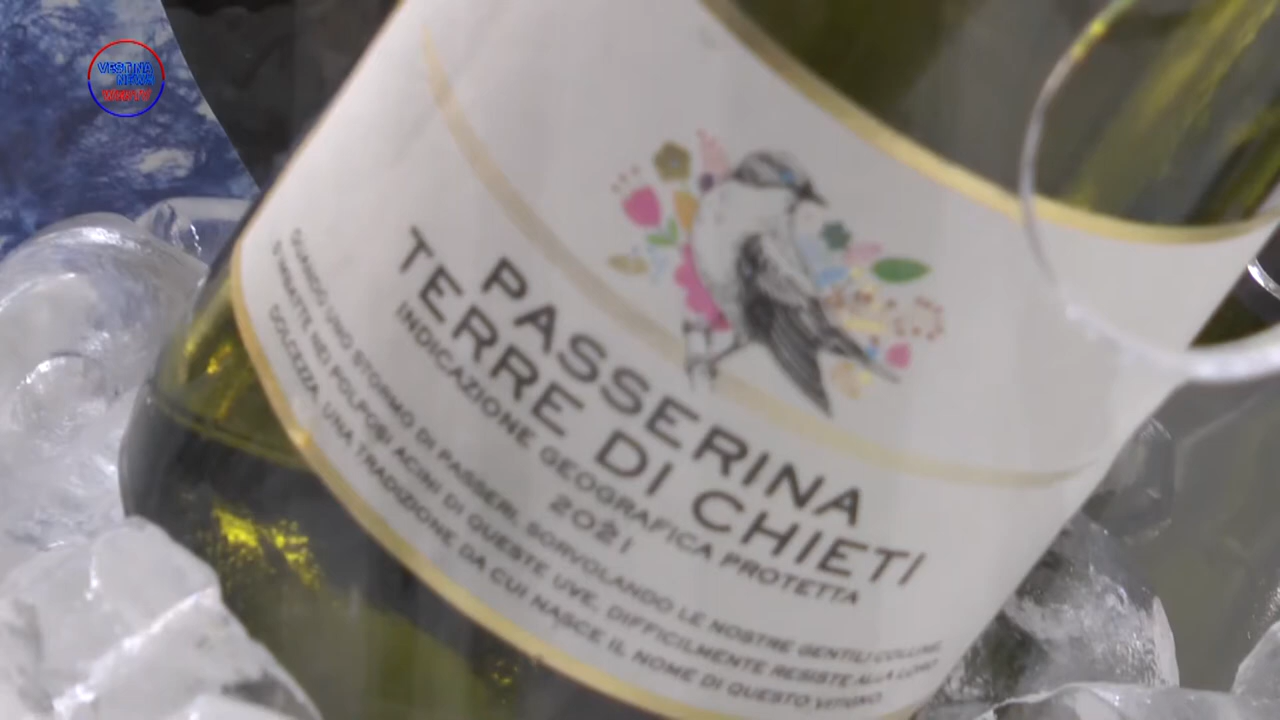 VESTINA
NEWS
PASSERINA
TERRE DI CHIETI
INDICAZIONE GEOGRAFICA PROTETTA
2021
QUANDO UNO STORMO DI PASSERI, SORVOLANDO LE NOSTRE GENTILI COLLINE,
S'IMBATTE NEI POLPOSI ACINI DI QUESTE UVE, DIFFICILMENTE RESISTE ALLA LORO
DOLCEZZA. UNA TRADIZIONE DA CUI NASCE IL NOME DI QUESTO VITIGNO.